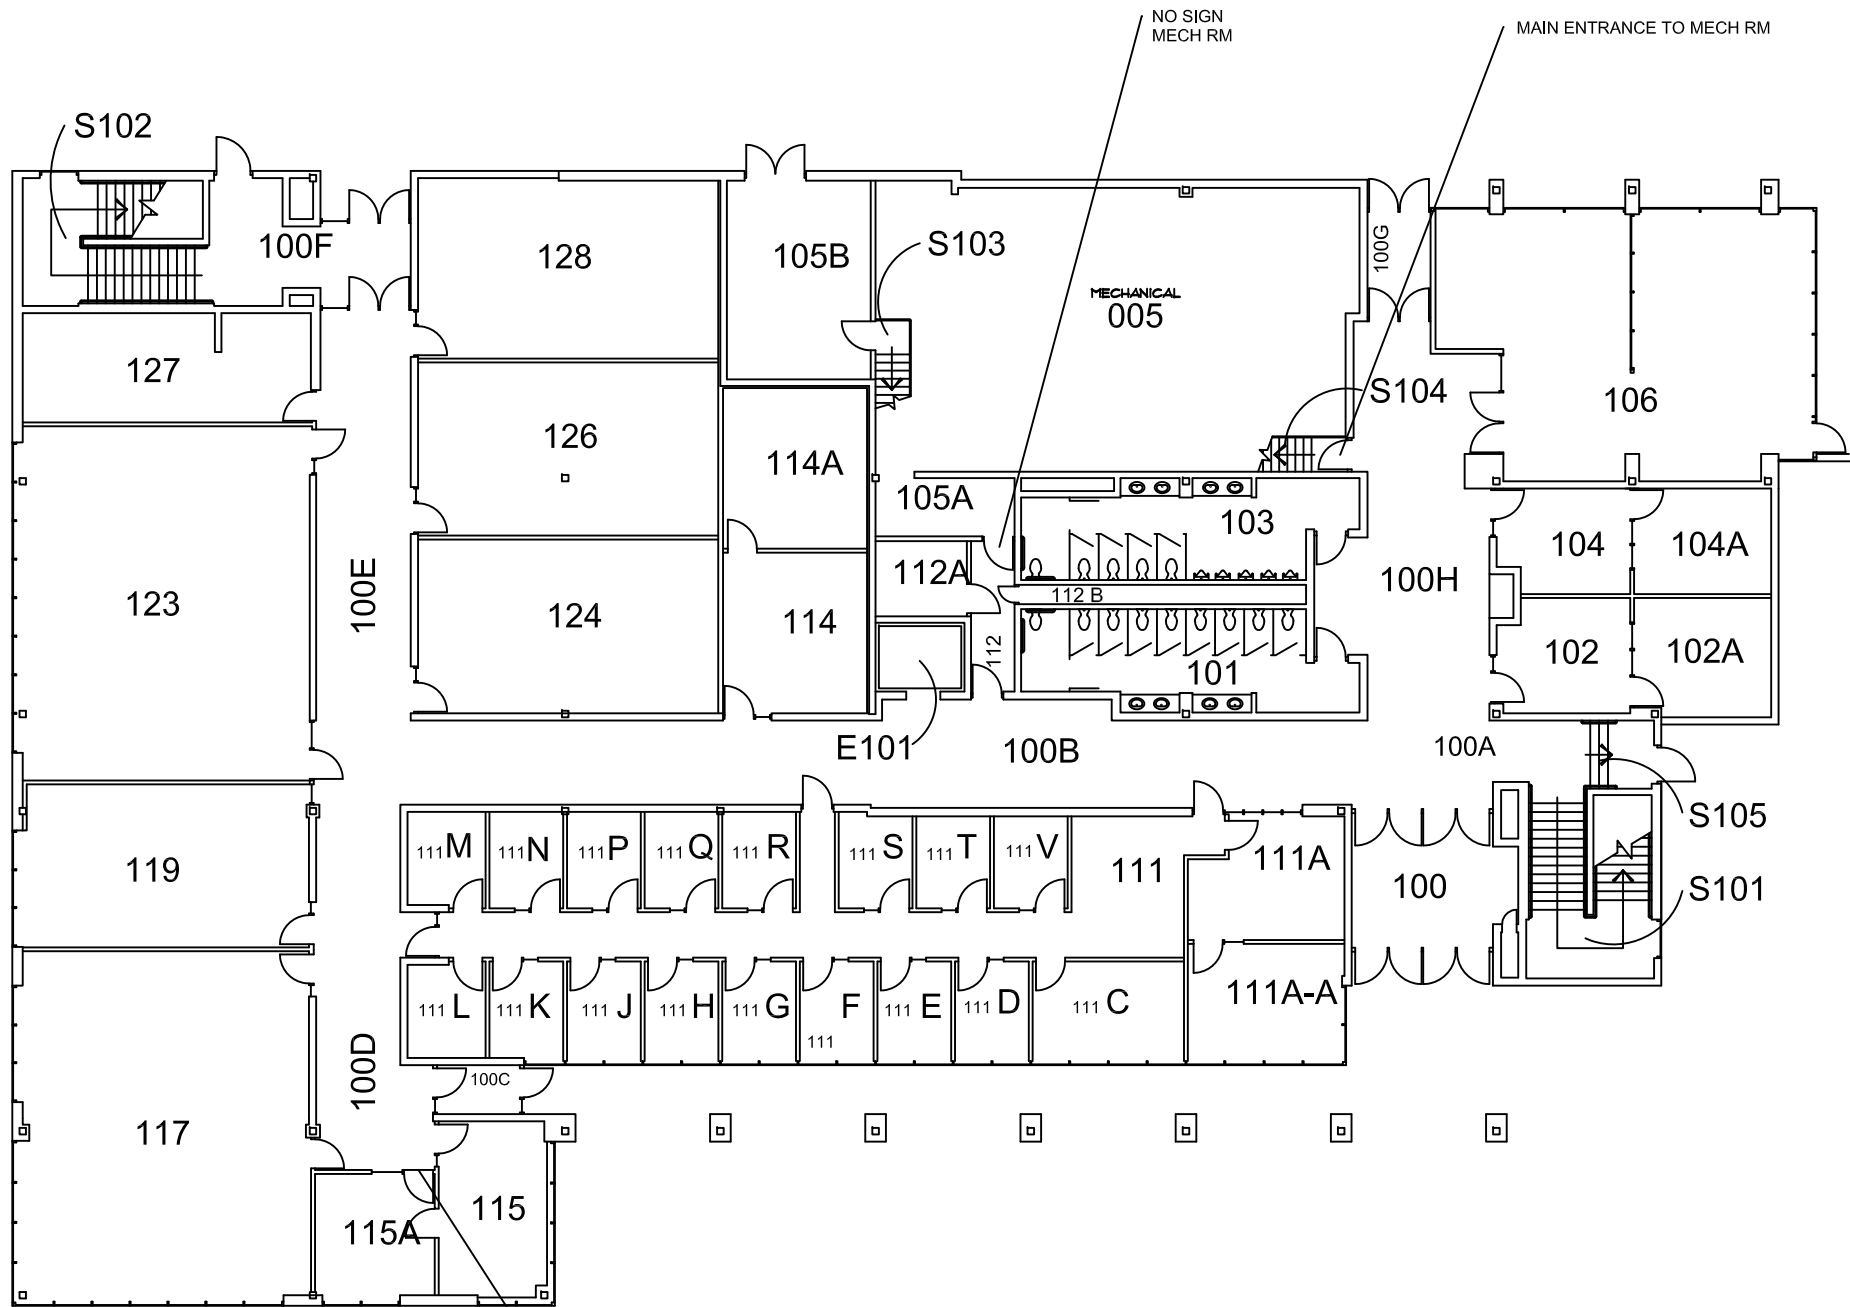 NO SIGN
MECH RM
MAIN ENTRANCE TO MECH RM
S102
100F
128
105B
S103
MECHANICAL
005
100G
127
126
114A
S104
106
105A
103
123
100E
124
114
112A
112 B
112
101
100H
104
104A
102
102A
E101
100B
100A
S105
119
111 M
111 N
111 P
111 Q
111 R
111 S
111 T
111 V
111
111A
100
S101
111 L
111 K
111 J
111 H
111 G
F
111
111 E
111 D
111 C
111A-A
100D
100C
117
115A
115